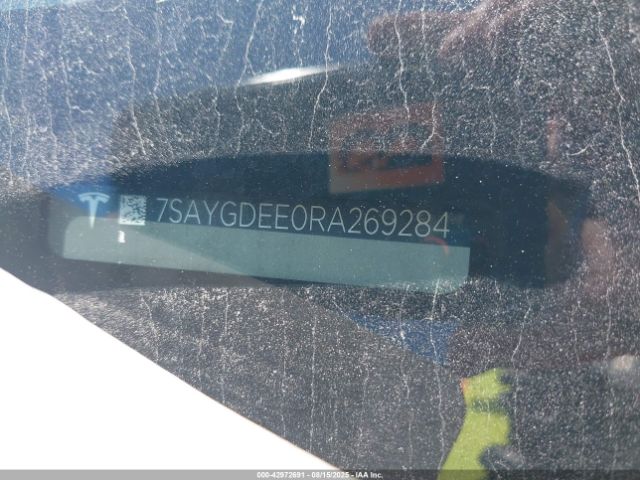 7SAYGDEE0RA269284
000-42972691 - 08/15/2025 - IAA Inc.